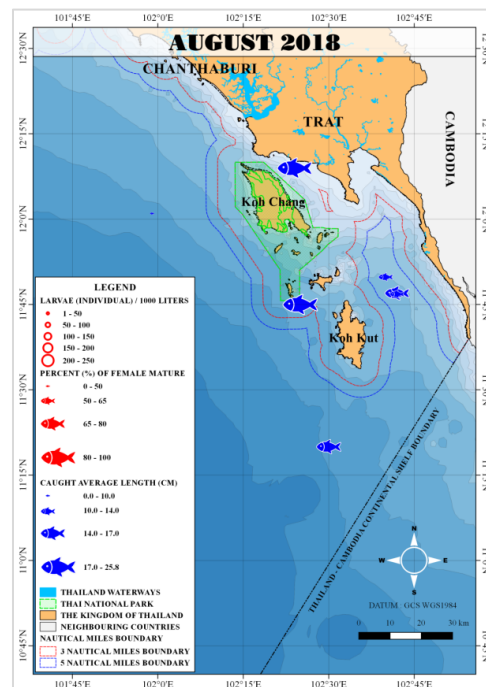 101°45'E 102°0'E 102°15'E 102°30'E 102°45'E
AUGUST 2018
12°30'N
CHANTHABURI
12°15'N
TRAT
CAMBODIA
12°0'N
Koh Chang
11°45'N
Koh Kut
11°30'N
11°15'N
11°0'N
10°45'N
LEGEND
LARVAE (INDIVIDUAL) / 1000 LITERS
1 - 50
50 - 100
100 - 150
150 - 200
200 - 250
PERCENT (%) OF FEMALE MATURE
0 - 50
50 - 65
65 - 80
80 - 100
CAUGHT AVERAGE LENGTH (CM)
0.0 - 10.0
10.0 - 14.0
14.0 - 17.0
17.0 - 25.8
THAILAND WATERWAYS
THAI NATIONAL PARK
THE KINGDOM OF THAILAND
NEIGHBOURING COUNTRIES
NAUTICAL MILES BOUNDARY
3 NAUTICAL MILES BOUNDARY
5 NAUTICAL MILES BOUNDARY
THAILAND - CAMBODIA CONTINENTAL SHELF BOUNDARY
N
W E
S
DATUM : GCS WGS1984
0 10 20 30 km
101°45'E 102°0'E 102°15'E 102°30'E 102°45'E